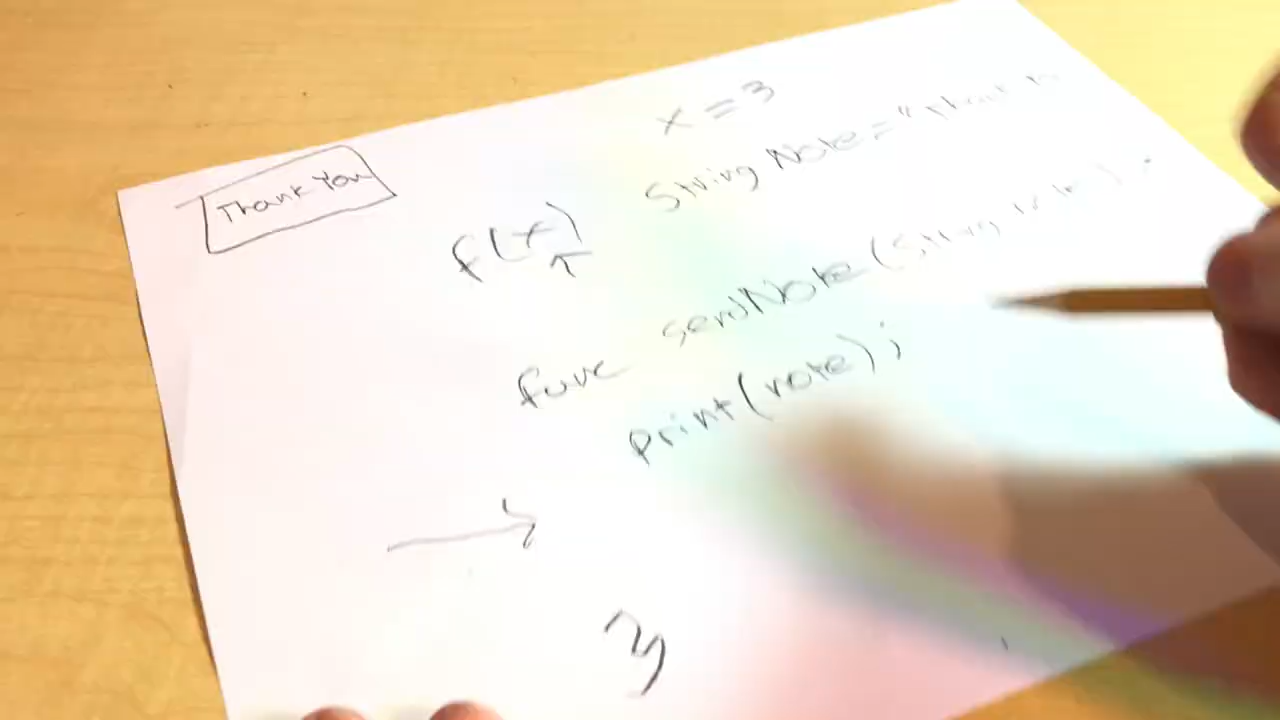 Thank You
x = 3
f(x)
String Note = "
func sendNote (String
print(note);
3